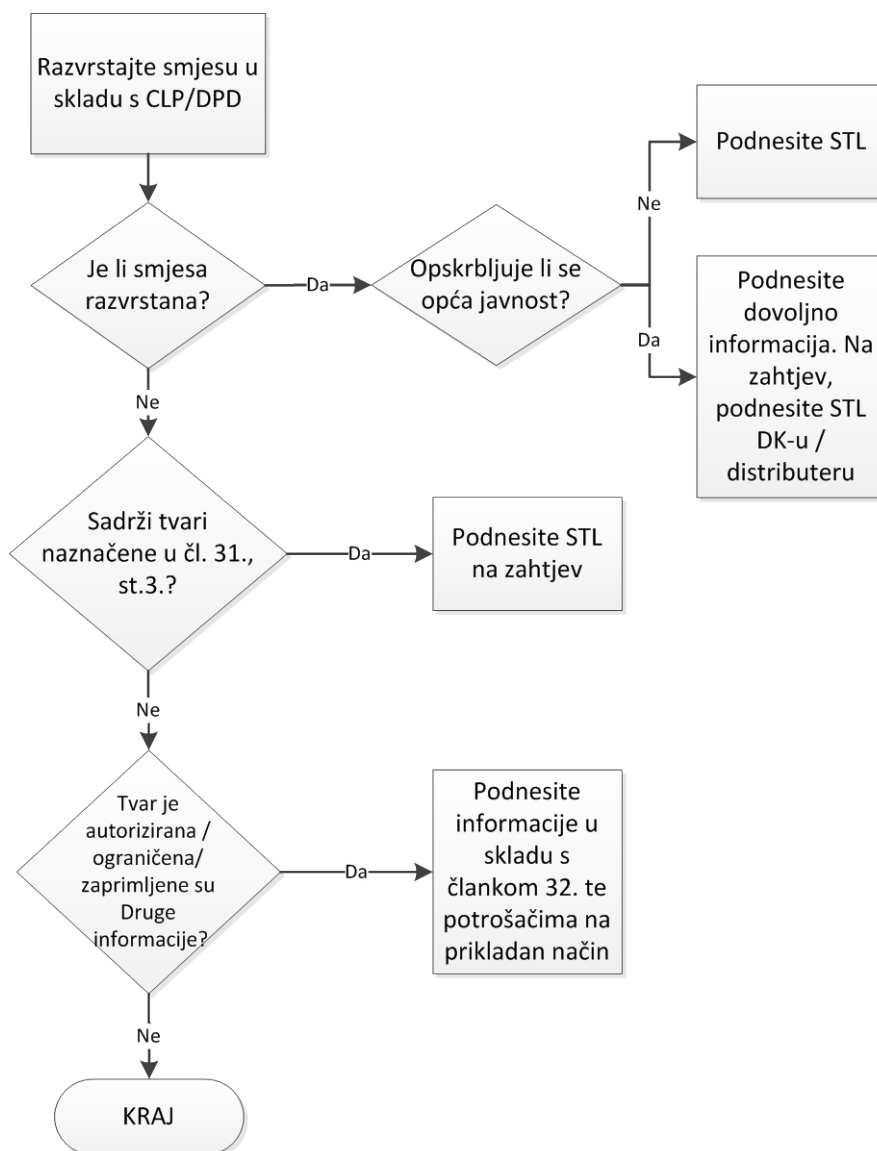 Razvrstajte smjesu u
skladu s CLP/DPD
Podnesite STL
Ne
Je li smjesa
razvrstana?
Da
Opskrbljuje li se
opća javnost?
Da
Podnesite
dovoljno
informacija. Na
zahtjev,
podnesite STL
DK-u /
distributeru
Ne
Sadrži tvari
naznačene u čl. 31.,
st.3.?
Da
Podnesite STL
na zahtjev
Ne
Tvar je
autorizirana /
ograničena/
zaprimljene su
Druge
informacije?
Da
Podnesite
informacije u
skladu s
člankom 32. te
potrošačima na
prikladan način
Ne
KRAJ